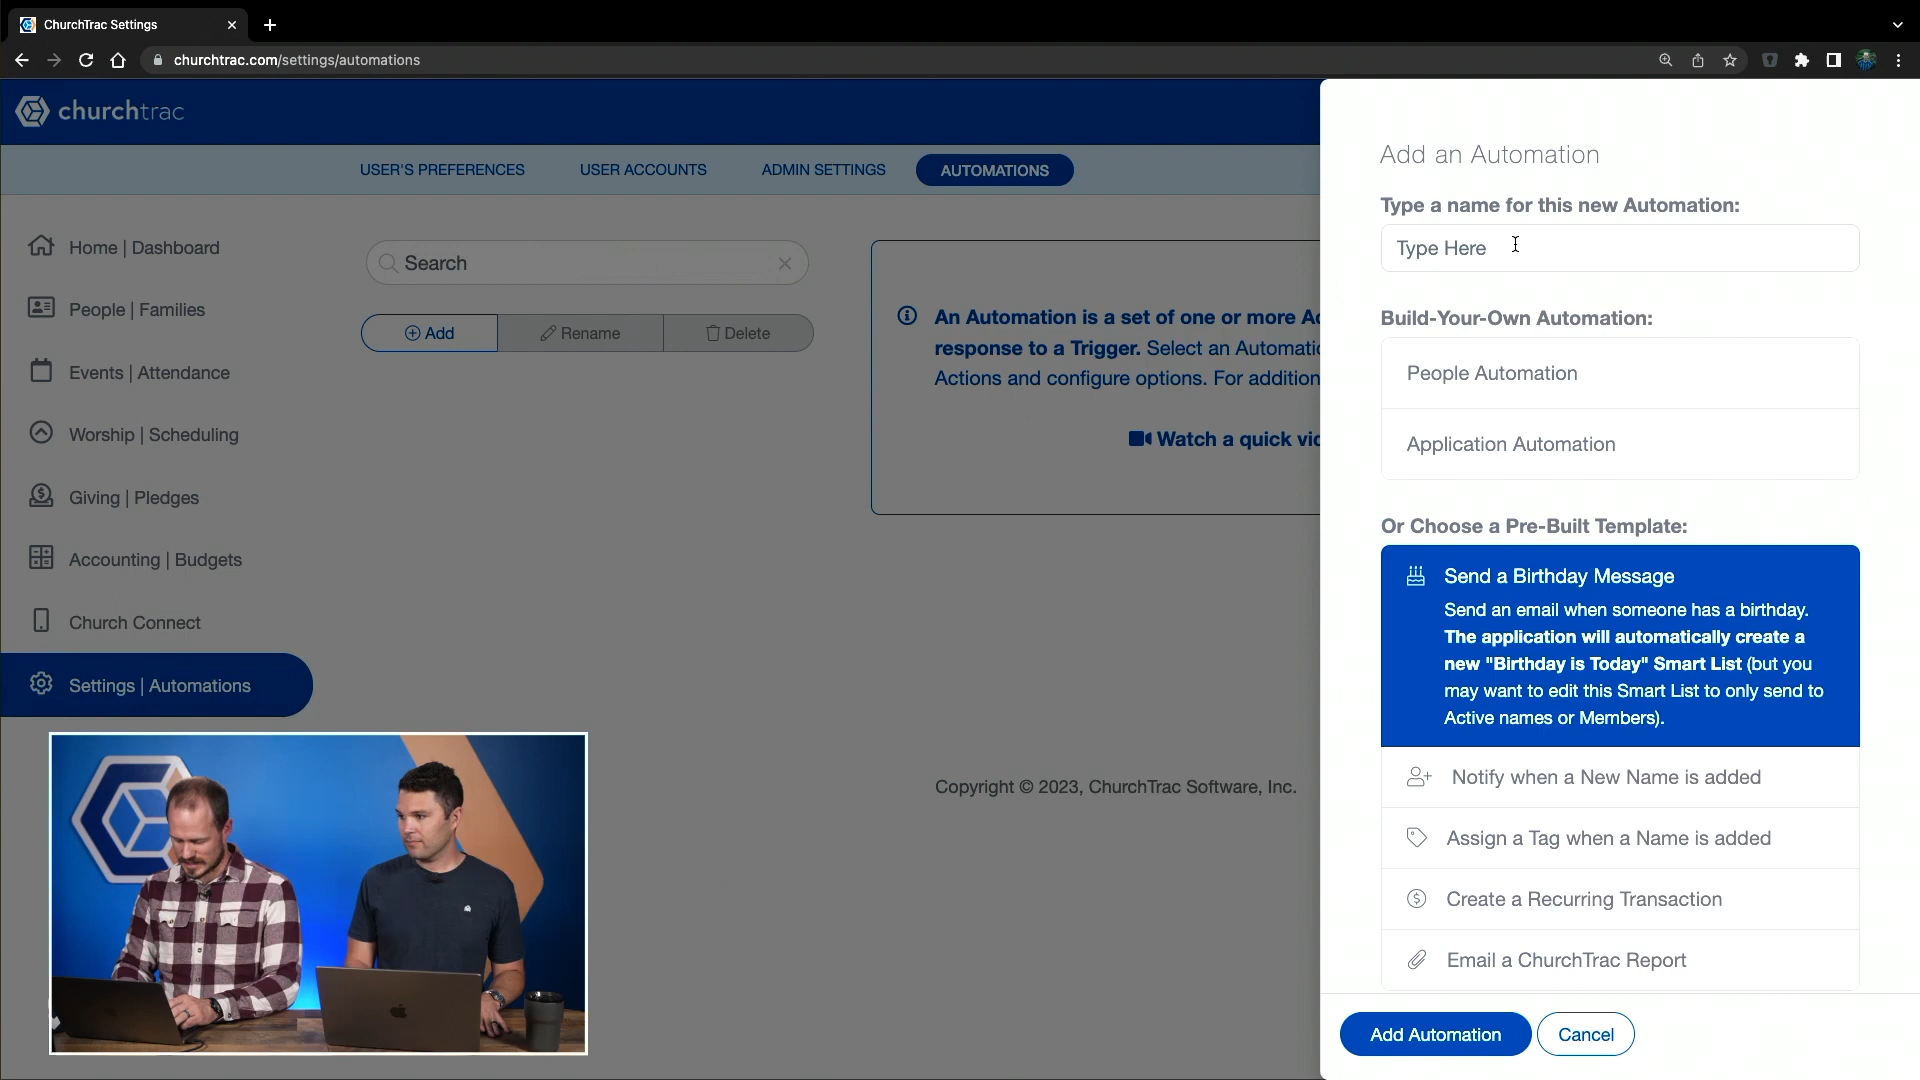 ChurchTrac Settings
churchtrac.com/settings/automations
churchtrac
USER'S PREFERENCES
USER ACCOUNTS
ADMIN SETTINGS
AUTOMATIONS
Home | Dashboard
People | Families
Events | Attendance
Worship | Scheduling
Giving | Pledges
Accounting | Budgets
Church Connect
Settings | Automations
Search
Add
Rename
Delete
An Automation is a set of one or more Ac
response to a Trigger. Select an Automatic
Actions and configure options. For addition
Watch a quick vid
Copyright © 2023, ChurchTrac Software, Inc.
Add an Automation
Type a name for this new Automation:
Type Here
Build-Your-Own Automation:
People Automation
Application Automation
Or Choose a Pre-Built Template:
Send a Birthday Message
Send an email when someone has a birthday.
The application will automatically create a
new "Birthday is Today" Smart List (but you
may want to edit this Smart List to only send to
Active names or Members).
Notify when a New Name is added
Assign a Tag when a Name is added
Create a Recurring Transaction
Email a ChurchTrac Report
Add Automation
Cancel